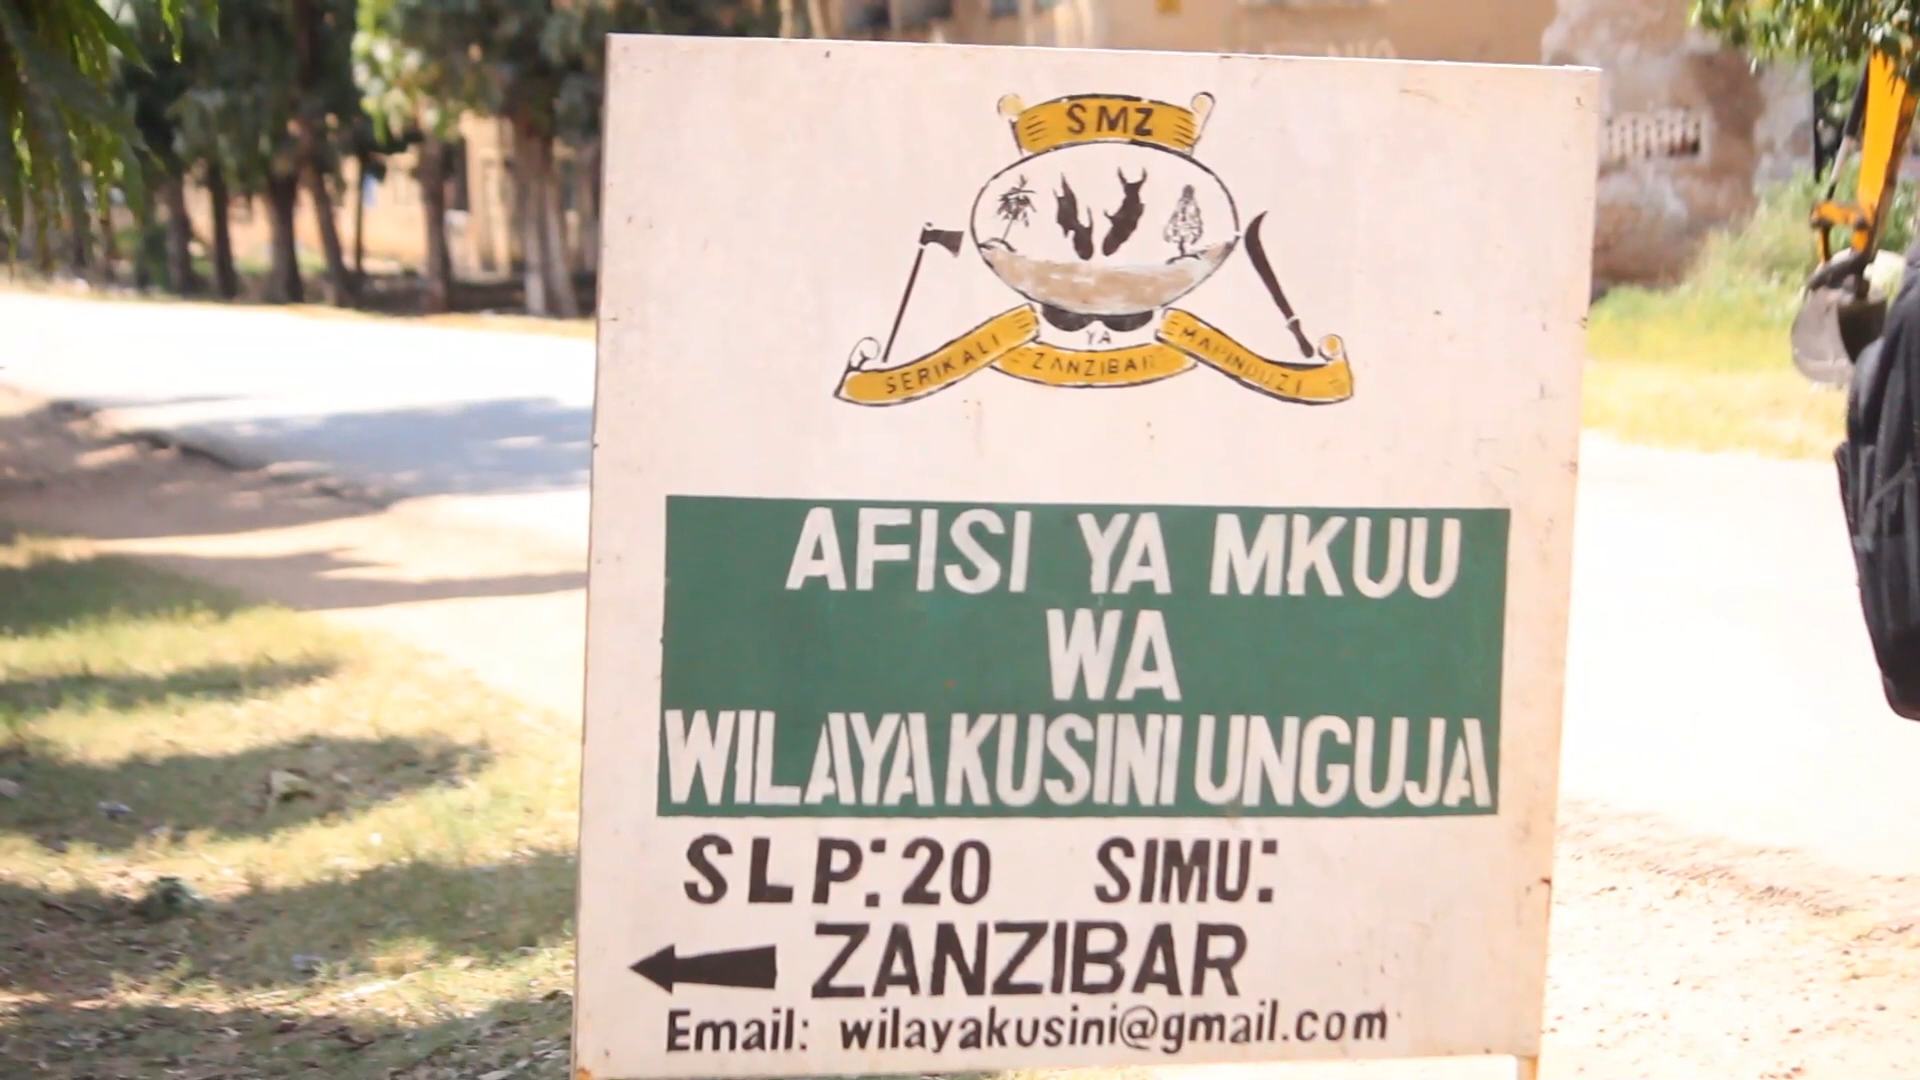 SMZ
SERIKALI YA MAPINDUZI
ZANZIBAR
AFISI YA MKUU
WA
WILAYA KUSINI UNGUJA
SLP: 20 SIMU:
ZANZIBAR
Email: wilayakusini@gmail.com